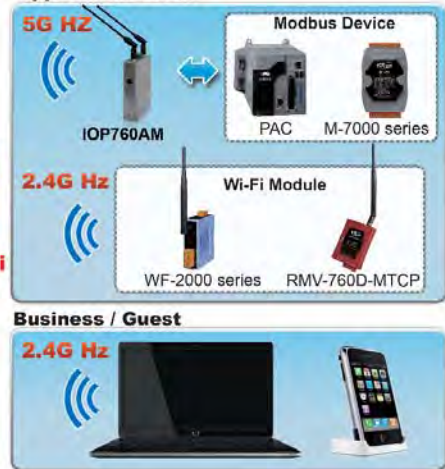 5G HZ
Modbus Device
IOP760AM
PAC
M-7000 series
2.4G Hz
Wi-Fi Module
i
WF-2000 series
RMV-760D-MTCP
Business / Guest
2.4G Hz